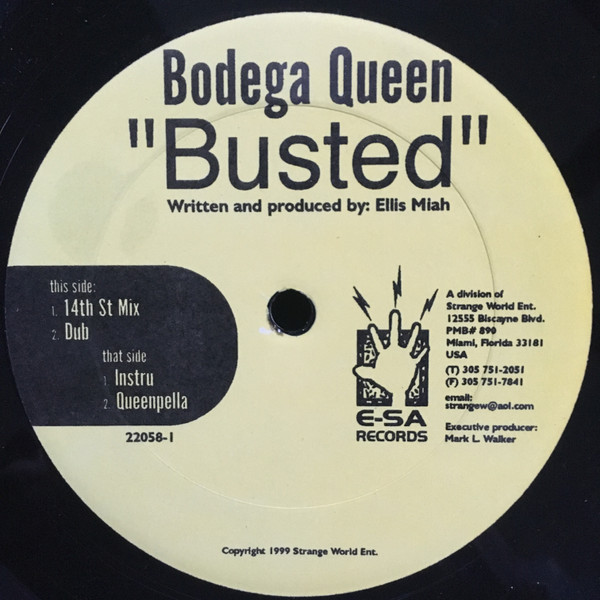 Bodega Queen
"Busted"
Written and produced by: Ellis Miah
this side:
1. 14th St Mix
2. Dub
that side
1. Instru
2. Queenpella
22058-1
E-SA
RECORDS
A division of
Strange World Ent.
12555 Biscayne Blvd.
PMB# 890
Miami, Florida 33181
USA
(T) 305 751-2051
(F) 305 751-7841
email:
strangew@aol.com
Executive producer:
Mark L. Walker
Copyright 1999 Strange World Ent.